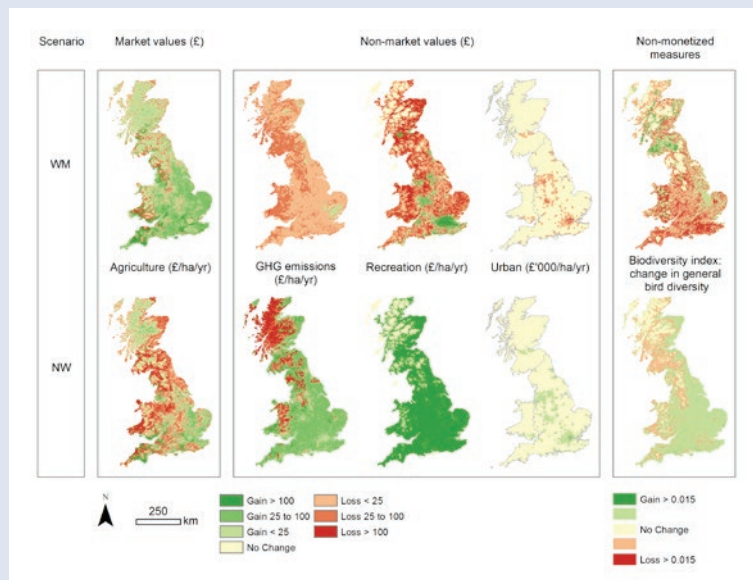 Scenario
Market values (£)
Non-market values (£)
Non-monetized
measures
WM
Agriculture (£/ha/yr)
GHG emissions
(£/ha/yr)
Recreation (£/ha/yr)
Urban (£'000/ha/yr)
Biodiversity index:
change in general
bird diversity
NW
N
250
km
Gain > 100
Gain 25 to 100
Gain < 25
No Change
Loss < 25
Loss 25 to 100
Loss > 100
Gain > 0.015
No Change
Loss > 0.015